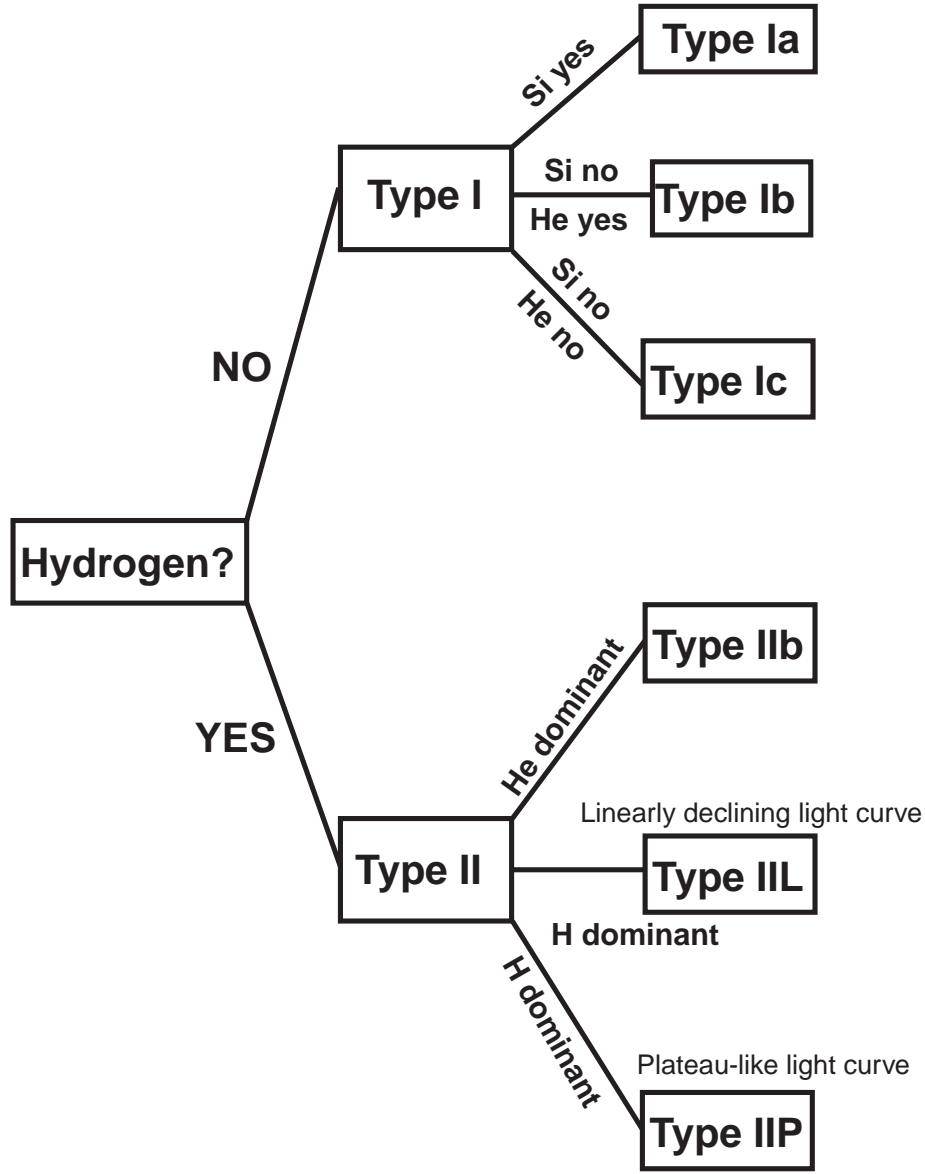 Si yes
Type Ia
Type I
Si no
He yes
Type Ib
Si no
He no
Type Ic
NO
Hydrogen?
YES
He dominant
Type IIb
Type II
Linearly declining light curve
Type IIL
H dominant
H dominant
Plateau-like light curve
Type IIP